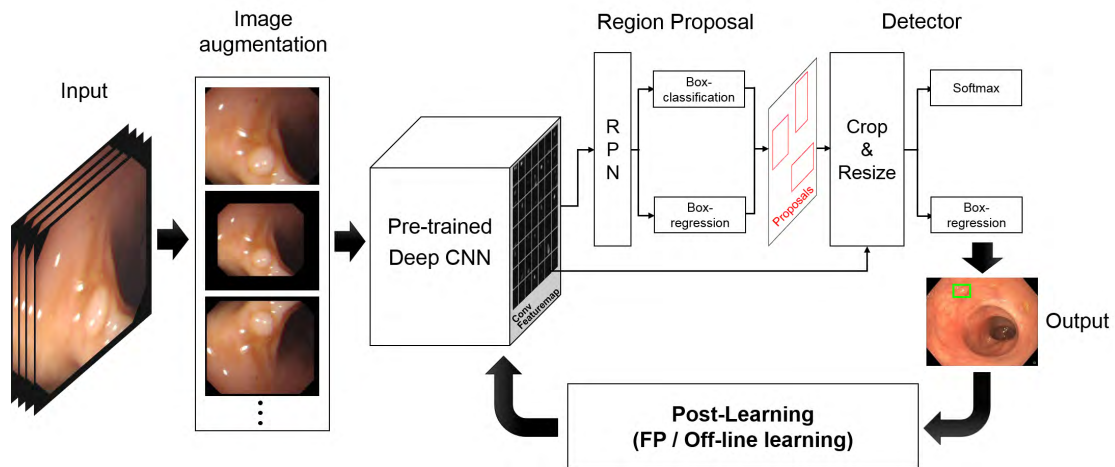 Input
Image
augmentation
Pre-trained
Deep CNN
Conv
Featuremap
Region Proposal
R
P
N
Box-
classification
Box-
regression
Proposals
Detector
Crop
&
Resize
Softmax
Box-
regression
Output
Post-Learning
(FP / Off-line learning)